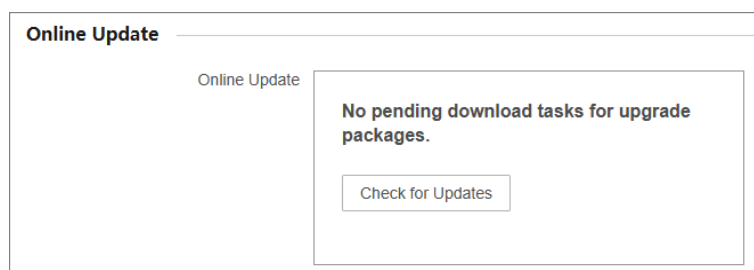 Online Update
Online Update
No pending download tasks for upgrade
packages.
Check for Updates